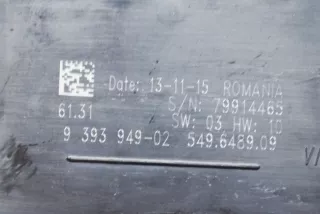 Date: 13-11-15 ROMANIA
S/N: 79914465
61.31 SW: 03 HW: 10
9 393 949-02 549.6489.09